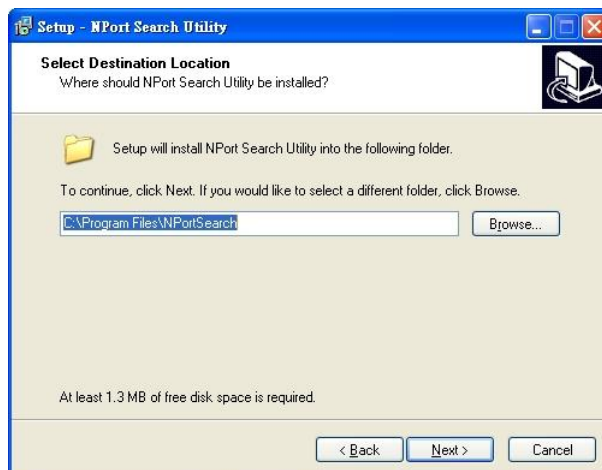 Setup - NPort Search Utility
Select Destination Location
Where should NPort Search Utility be installed?
Setup will install NPort Search Utility into the following folder.
To continue, click Next. If you would like to select a different folder, click Browse.
C:\Program Files\NPortSearch
Browse...
At least 1.3 MB of free disk space is required.
< Back
Next >
Cancel